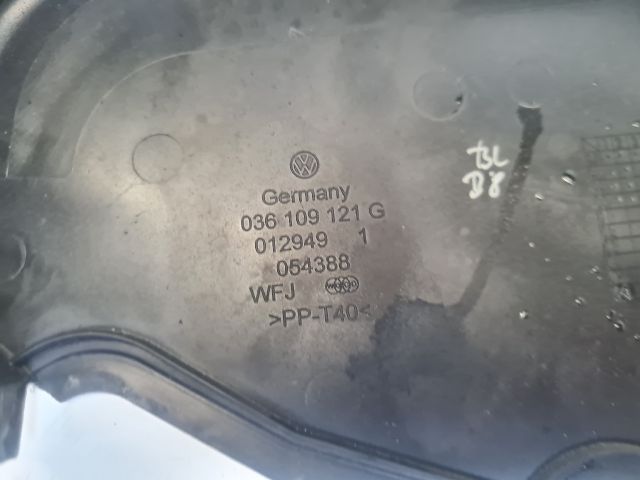 Germany
036 109 121 G
012949 1
054388
WFJ
>PP-T40<